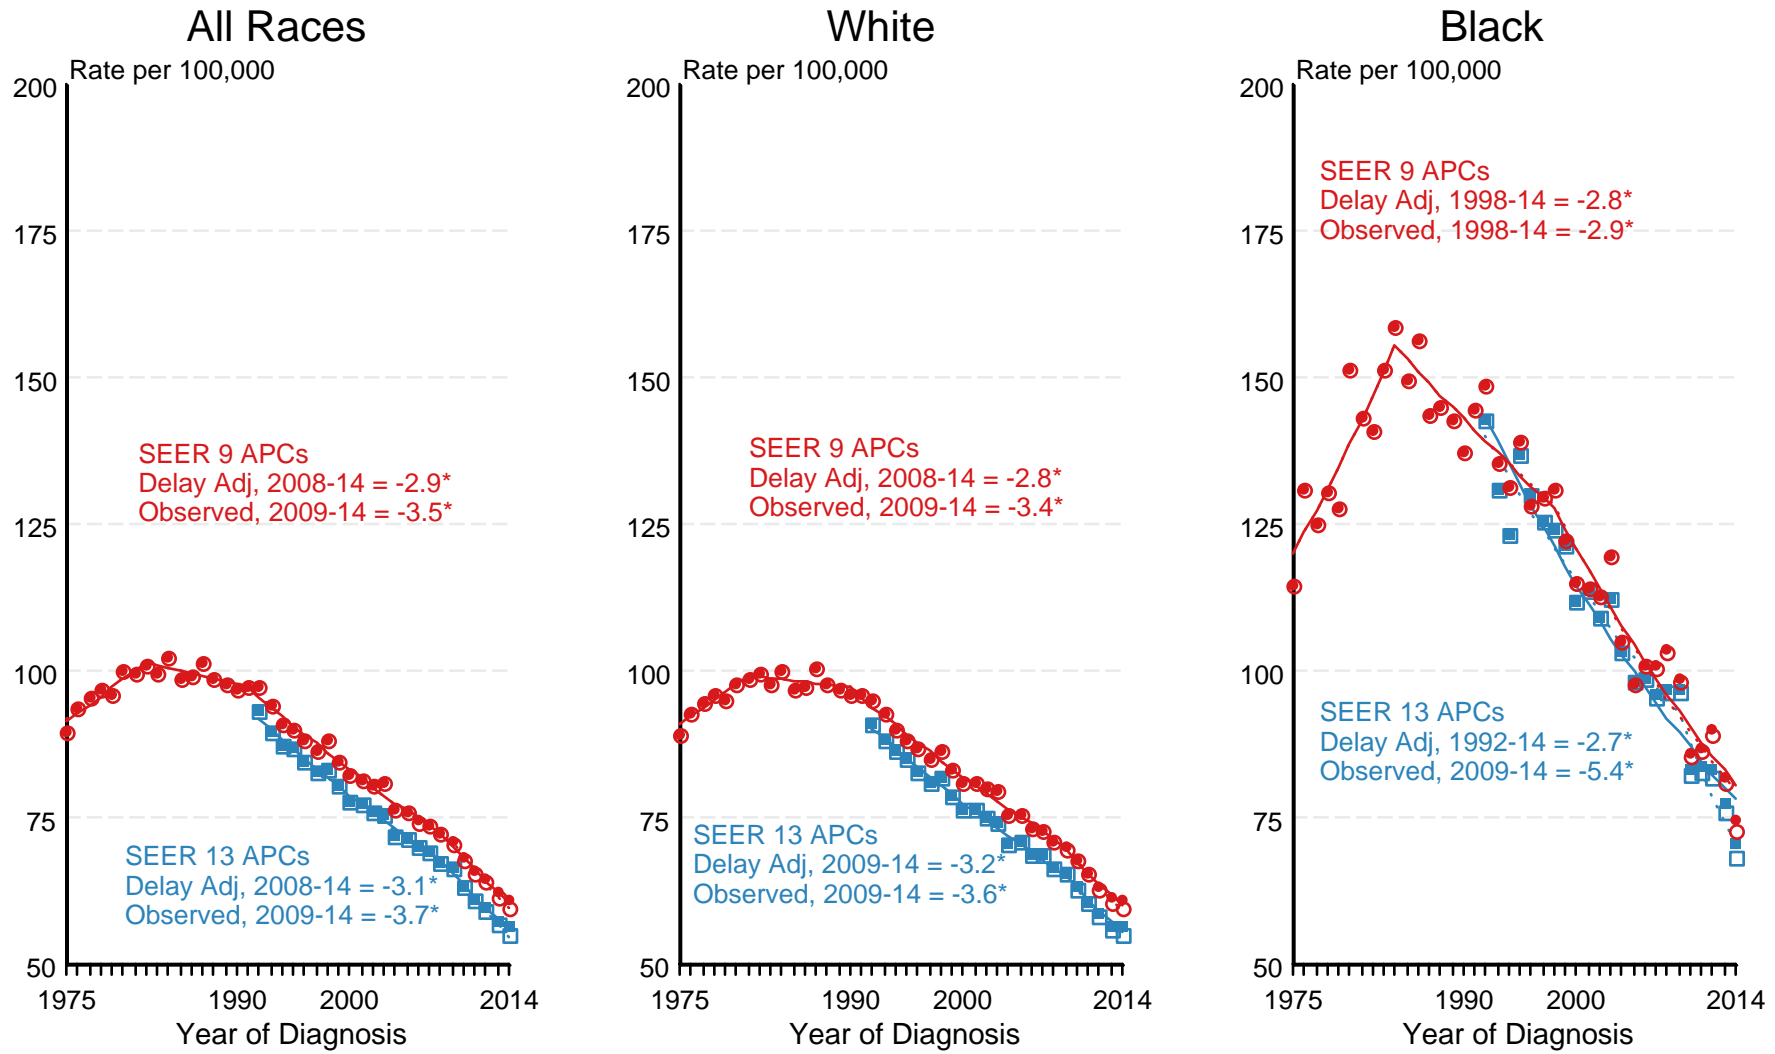 All Races
Rate per 100,000
200
175
150
125
100
75
50
SEER 9 APCs
Delay Adj, 2008-14 = -2.9*
Observed, 2009-14 = -3.5*
SEER 13 APCs
Delay Adj, 2008-14 = -3.1*
Observed, 2009-14 = -3.7*
1975 1990 2000 2014
Year of Diagnosis
White
Rate per 100,000
200
175
150
125
100
75
50
SEER 9 APCs
Delay Adj, 2008-14 = -2.8*
Observed, 2009-14 = -3.4*
SEER 13 APCs
Delay Adj, 2009-14 = -3.2*
Observed, 2009-14 = -3.6*
1975 1990 2000 2014
Year of Diagnosis
Black
Rate per 100,000
200
175
150
125
100
75
50
SEER 9 APCs
Delay Adj, 1998-14 = -2.8*
Observed, 1998-14 = -2.9*
SEER 13 APCs
Delay Adj, 1992-14 = -2.7*
Observed, 2009-14 = -5.4*
1975 1990 2000 2014
Year of Diagnosis